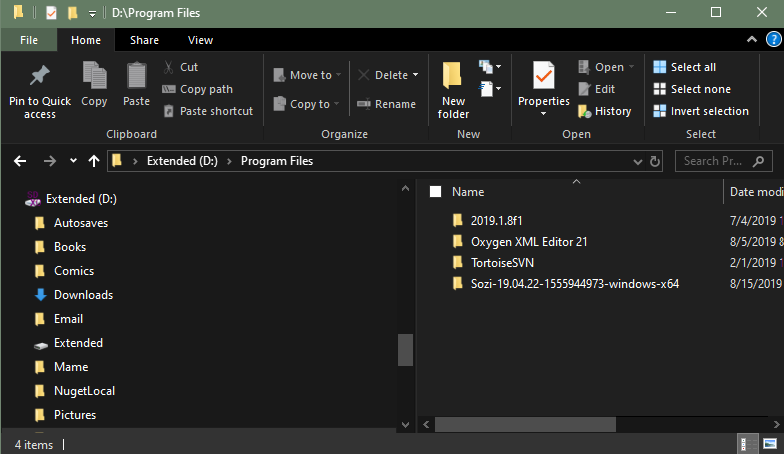 D:\Program Files
File Home Share View
Pin to Quick access
Copy
Paste
Cut
Copy path
Paste shortcut
Clipboard
Move to
Copy to
Delete
Rename
Organize
New folder
New
Properties
Open
Edit
History
Open
Select all
Select none
Invert selection
Select
Extended (D:) Program Files
Search Pr...
Extended (D:)
Autosaves
Books
Comics
Downloads
Email
Extended
Mame
NugetLocal
Pictures
Name Date modi
2019.1.8f1 7/4/2019 1
Oxygen XML Editor 21 8/5/2019 8
TortoiseSVN 2/1/2019 1
Sozi-19.04.22-1555944973-windows-x64 8/15/2019
4 items